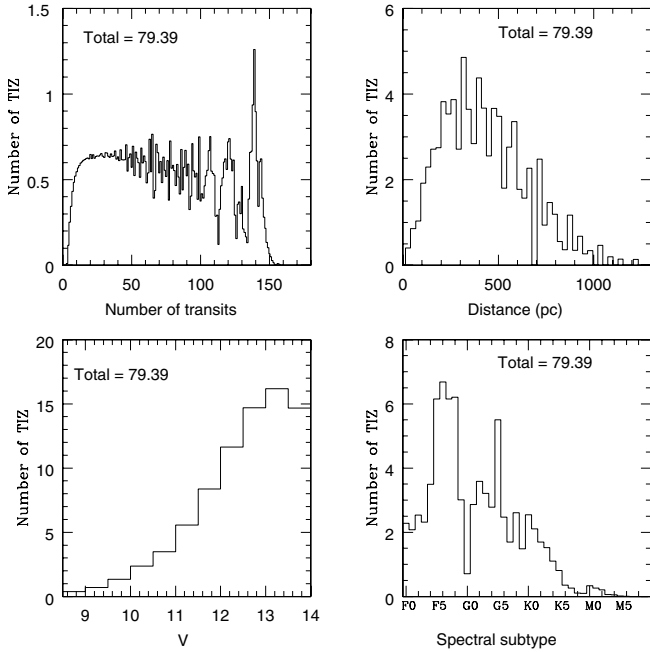 1.5
1
0.5
0
Number of TIZ
Total = 79.39
0 50 100 150
Number of transits
6
4
2
0
Number of TIZ
Total = 79.39
0 500 1000
Distance (pc)
20
15
10
5
0
Number of TIZ
Total = 79.39
9 10 11 12 13 14
V
8
6
4
2
0
Number of TIZ
Total = 79.39
F0 F5 G0 G5 K0 K5 M0 M5
Spectral subtype